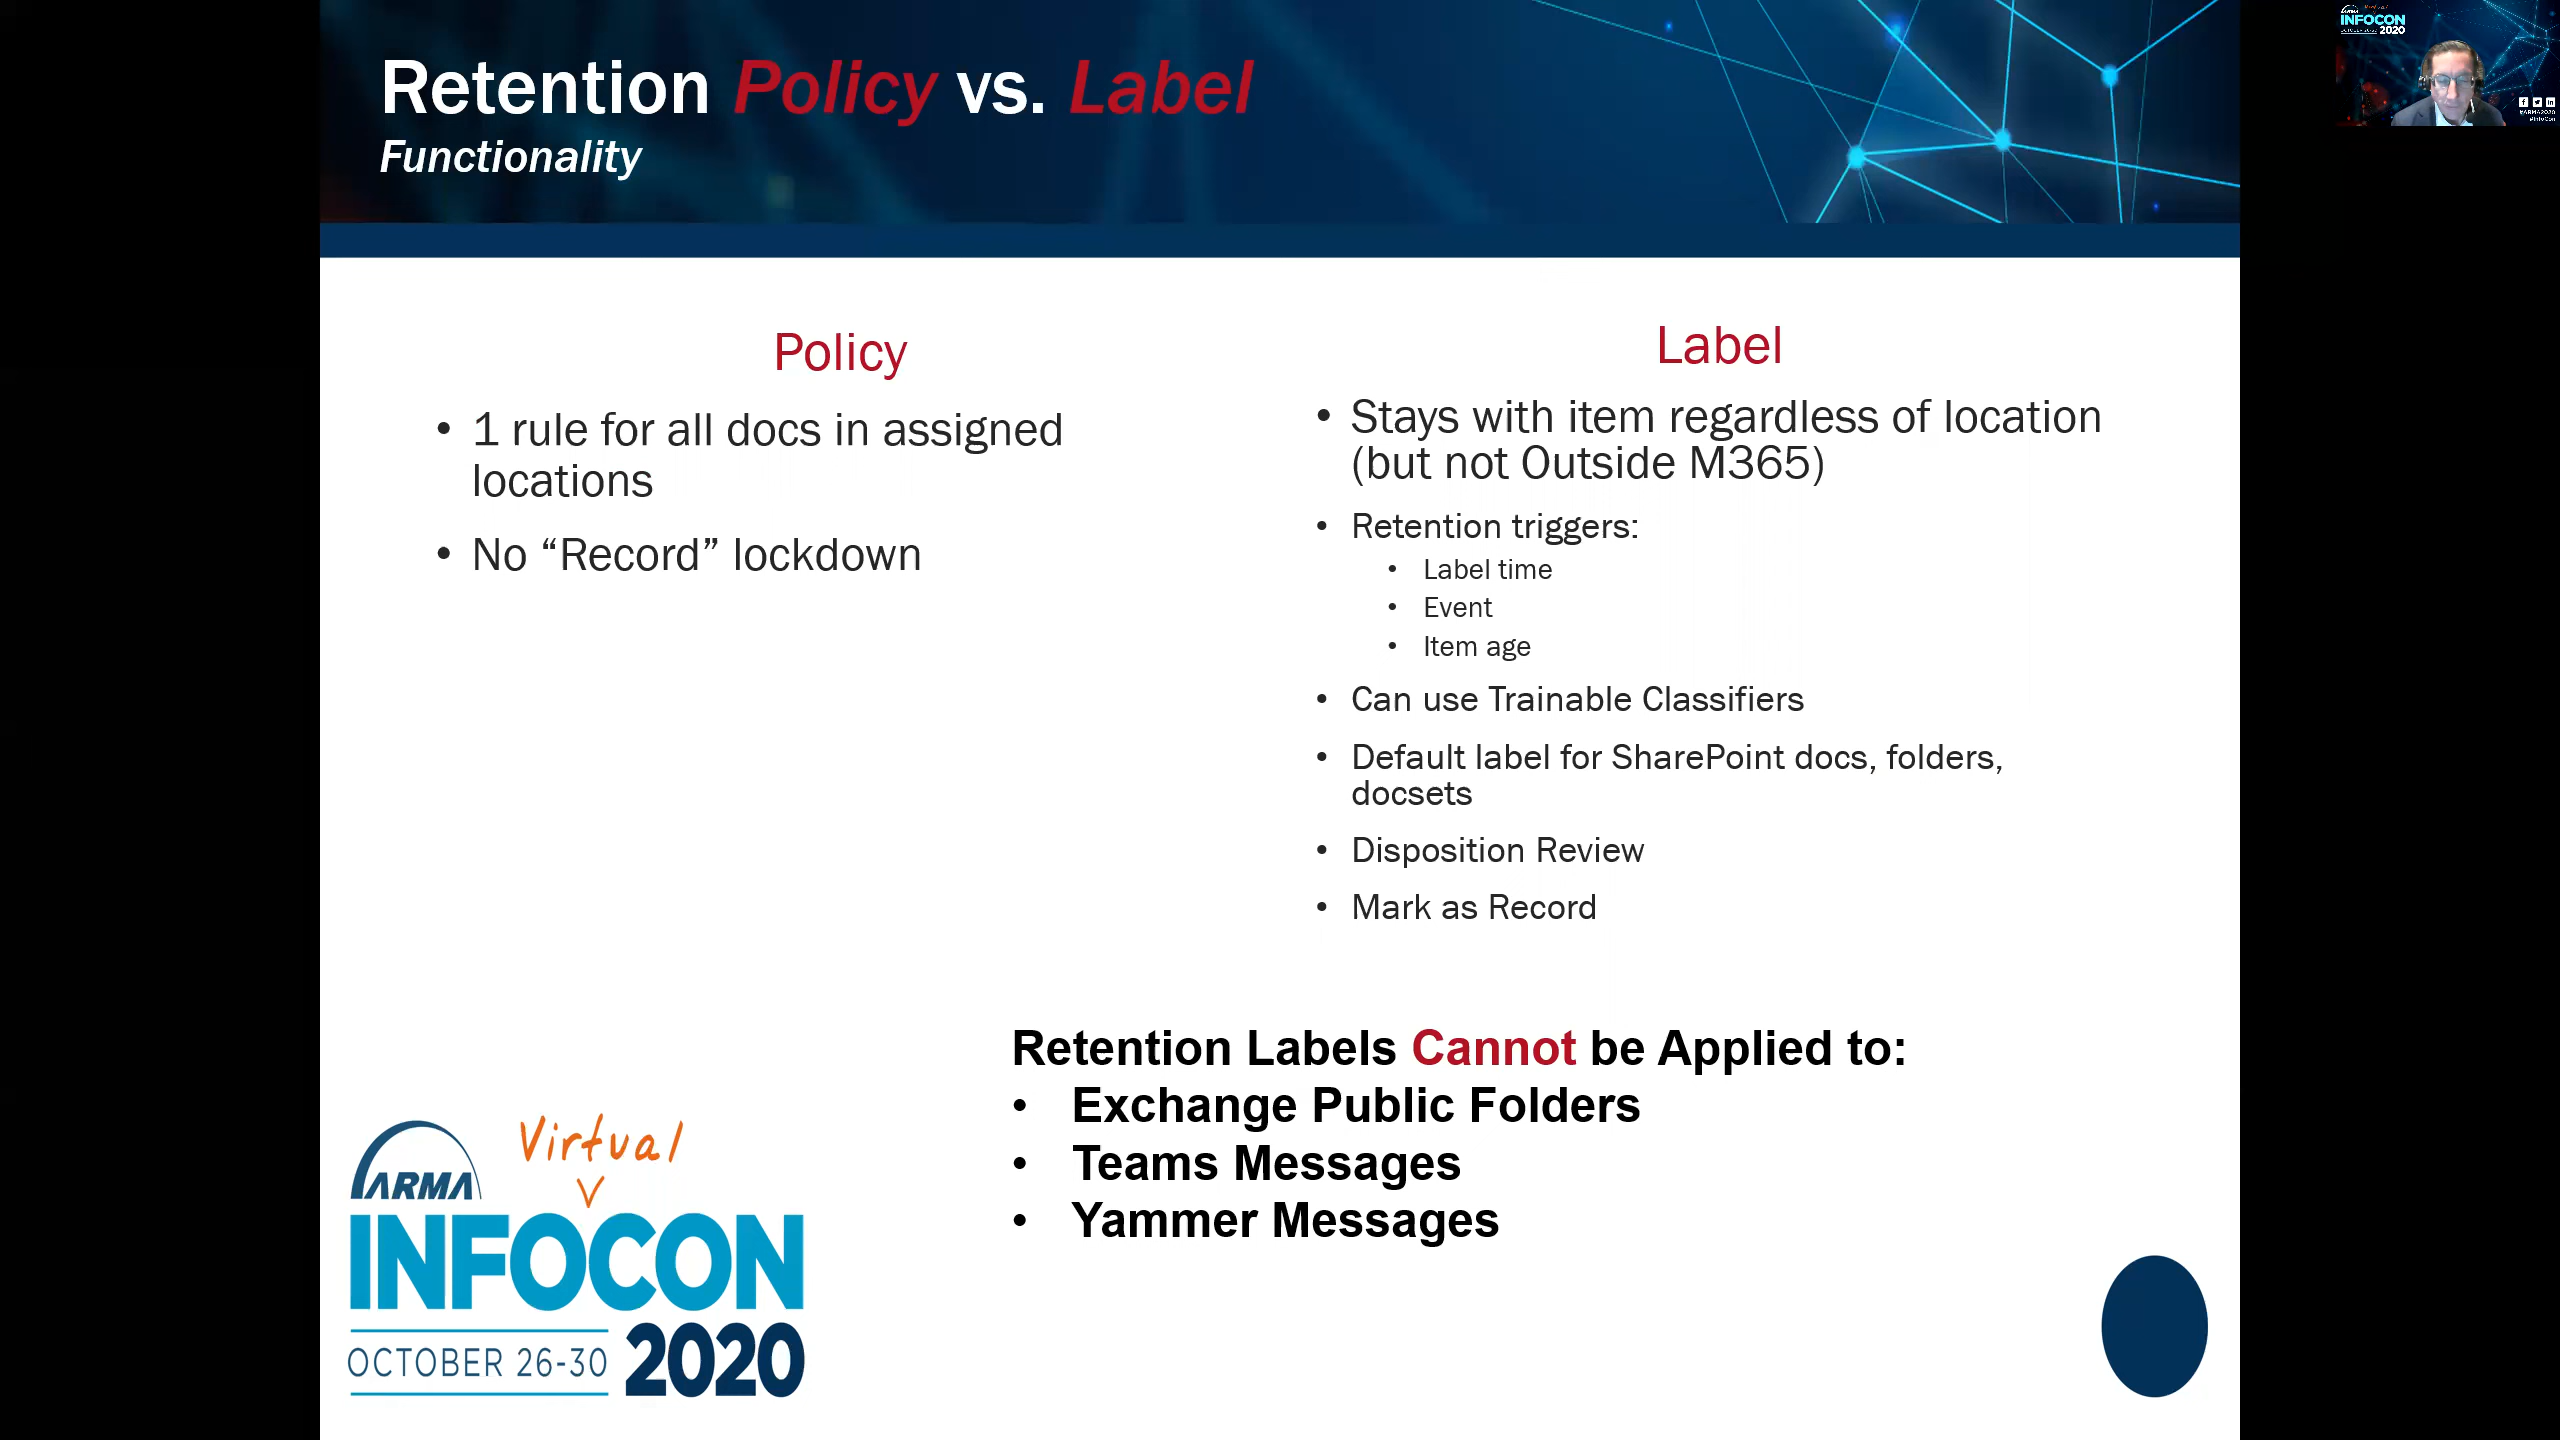 Retention Policy vs. Label
Functionality
Policy
• 1 rule for all docs in assigned
locations
• No “Record” lockdown
Label
• Stays with item regardless of location
(but not Outside M365)
• Retention triggers:
• Label time
• Event
• Item age
• Can use Trainable Classifiers
• Default label for SharePoint docs, folders,
docsets
• Disposition Review
• Mark as Record
Retention Labels Cannot be Applied to:
• Exchange Public Folders
• Teams Messages
• Yammer Messages
ARMA
Virtual
INFOCON
OCTOBER 26-30 2020
INFOCON
2020
#ARMA2020
#InfoCon